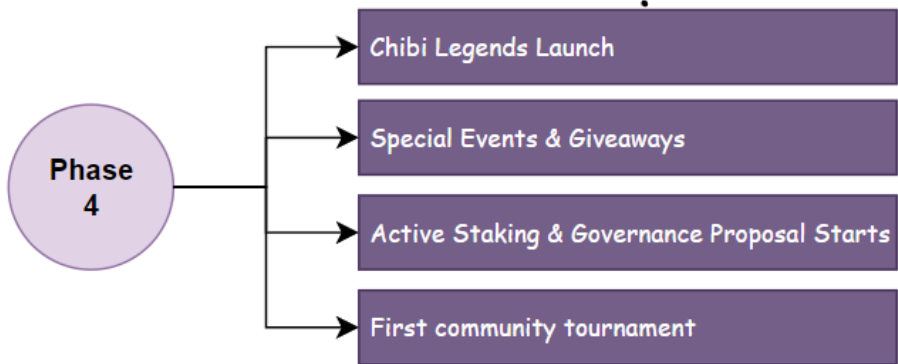 Phase
4
Chibi Legends Launch
Special Events & Giveaways
Active Staking & Governance Proposal Starts
First community tournament